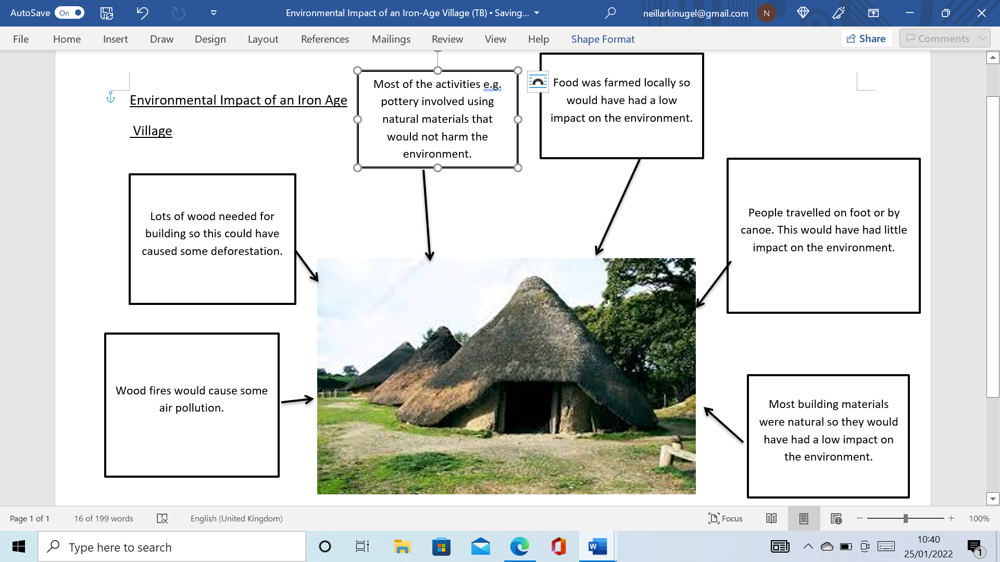 AutoSave On
Environmental Impact of an Iron-Age Village (TB) • Saving...
neillarkinugel@gmail.com
N
File Home Insert Draw Design Layout References Mailings Review View Help Shape Format
Share
Comments
Environmental Impact of an Iron Age
Village
Most of the activities e.g.
pottery involved using
natural materials that
would not harm the
environment.
Food was farmed locally so
would have had a low
impact on the environment.
Lots of wood needed for
building so this could have
caused some deforestation.
People travelled on foot or by
canoe. This would have had little
impact on the environment.
Wood fires would cause some
air pollution.
Most building materials
were natural so they would
have had a low impact on
the environment.
Page 1 of 1
16 of 199 words
English (United Kingdom)
Focus
100%
Type here to search
W
10:40
25/01/2022
1